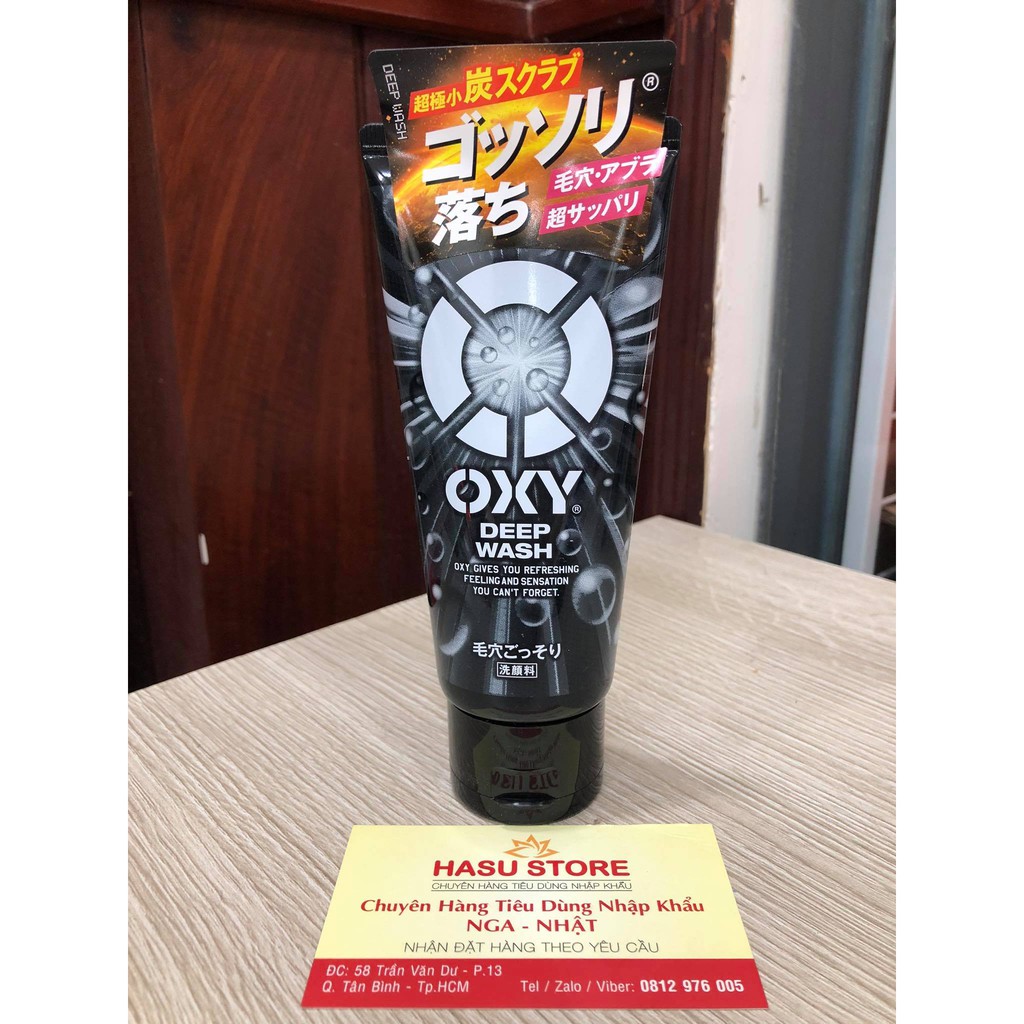 DEEP WASH
超極小 炭スクラブ
ゴッソリ®
落ち
毛穴・アブラ
超サッパリ
OXY®
DEEP
WASH
OXY GIVES YOU REFRESHING
FEELING AND SENSATION
YOU CAN'T FORGET.
毛穴ごっそり
洗顔料
HASU STORE
CHUYÊN HÀNG TIÊU DÙNG NHẬP KHẨU
Chuyên Hàng Tiêu Dùng Nhập Khẩu
NGA - NHẬT
NHẬN ĐẶT HÀNG THEO YÊU CẦU
ĐC: 58 Trần Văn Dư - P.13
Q. Tân Bình - Tp.HCM
Tel / Zalo / Viber: 0812 976 005